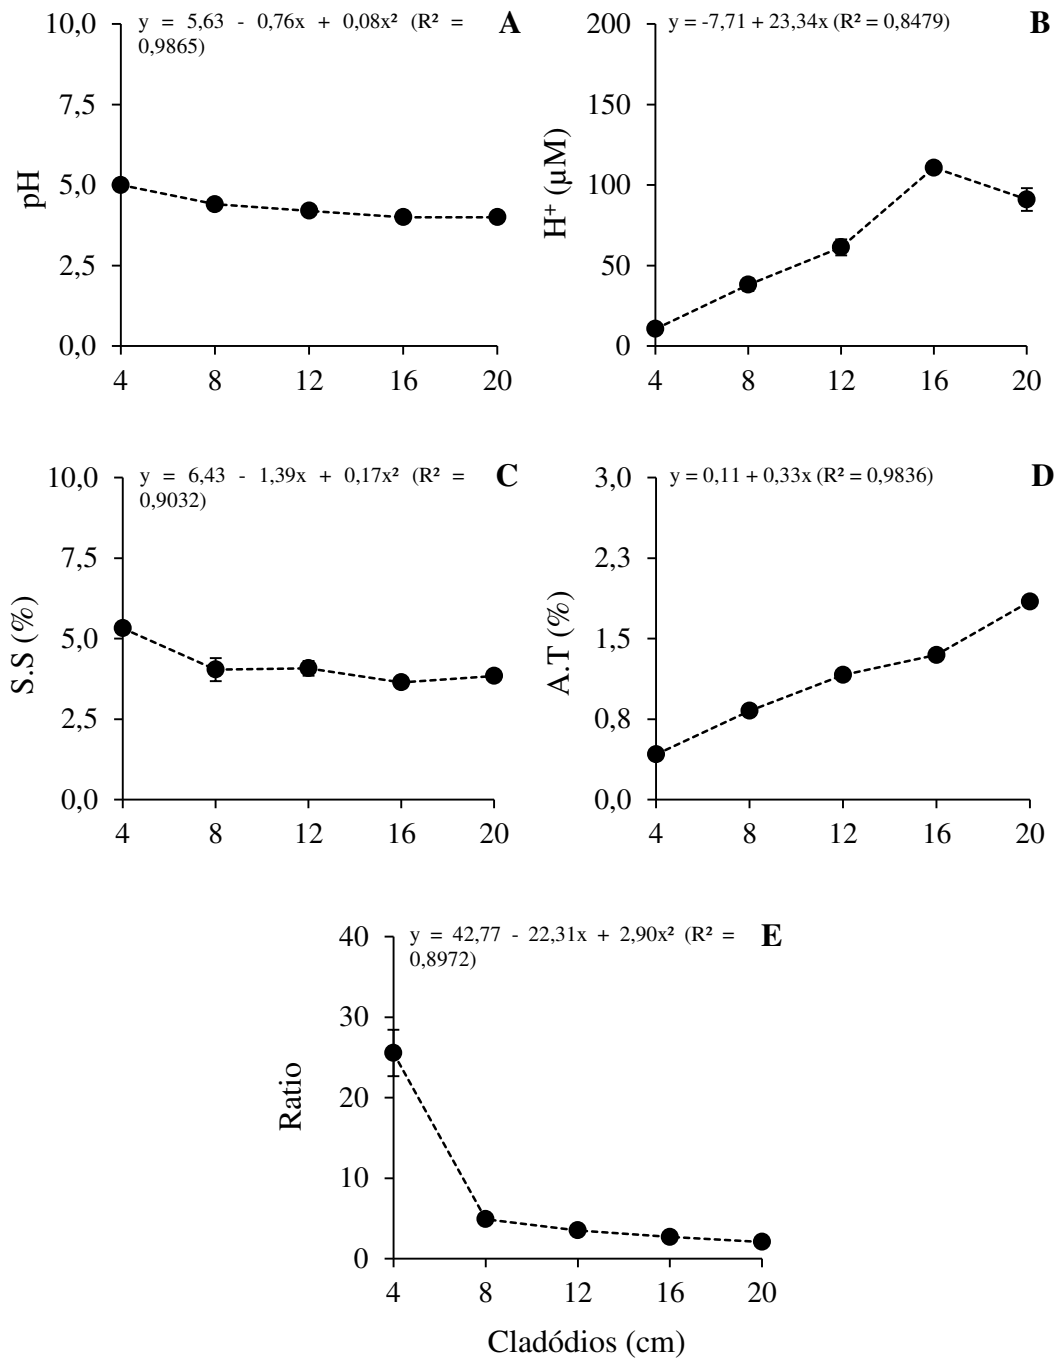 y = 5,63 - 0,76x + 0,08x² (R² =
0,9865)
A
10,0
7,5
5,0
2,5
0,0
pH
4 8 12 16 20
y = -7,71 + 23,34x (R² = 0,8479)
B
200
150
100
50
0
H⁺ (µM)
4 8 12 16 20
y = 6,43 - 1,39x + 0,17x² (R² =
0,9032)
C
10,0
7,5
5,0
2,5
0,0
S.S (%)
4 8 12 16 20
y = 0,11 + 0,33x (R² = 0,9836)
D
3,0
2,3
1,5
0,8
0,0
A.T (%)
4 8 12 16 20
y = 42,77 - 22,31x + 2,90x² (R² =
0,8972)
E
40
30
20
10
0
Ratio
4 8 12 16 20
Cladódios (cm)